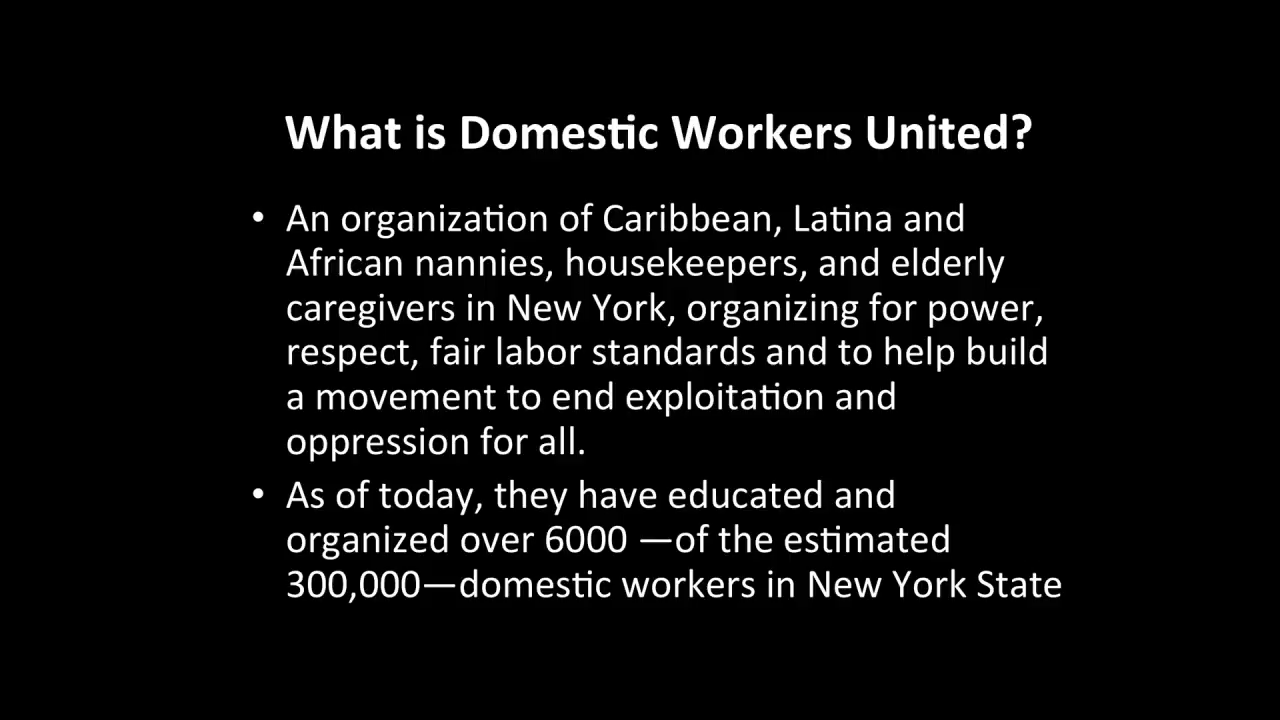 What is Domestic Workers United?
• An organization of Caribbean, Latina and
African nannies, housekeepers, and elderly
caregivers in New York, organizing for power,
respect, fair labor standards and to help build
a movement to end exploitation and
oppression for all.
• As of today, they have educated and
organized over 6000 —of the estimated
300,000—domestic workers in New York State